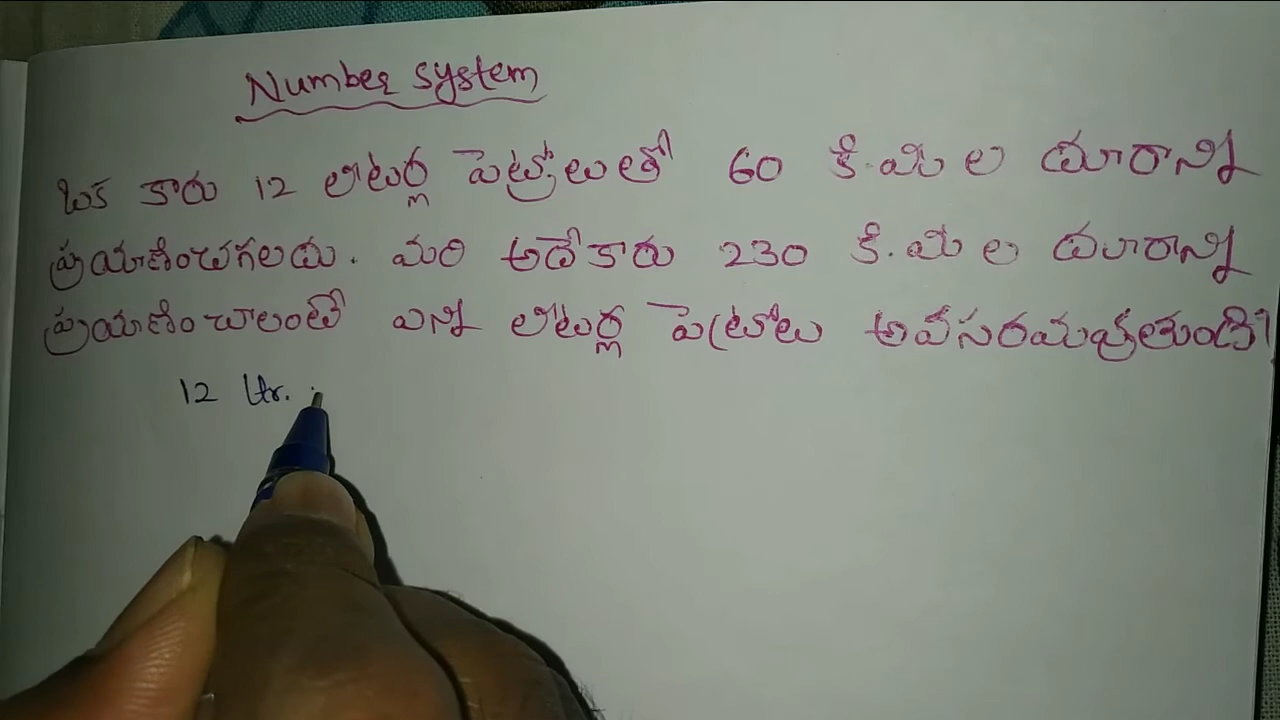 Number system
ఒక కారు 12 లీటర్ల పెట్రోలుతో 60 కి.మీ ల దూరాన్ని
ప్రయాణించగలదు. మరి అదేకారు 230 కి.మీ ల దూరాన్ని
ప్రయాణించాలంటే ఎన్ని లీటర్ల పెట్రోలు అవసరమవుతుంది
12 ltr.